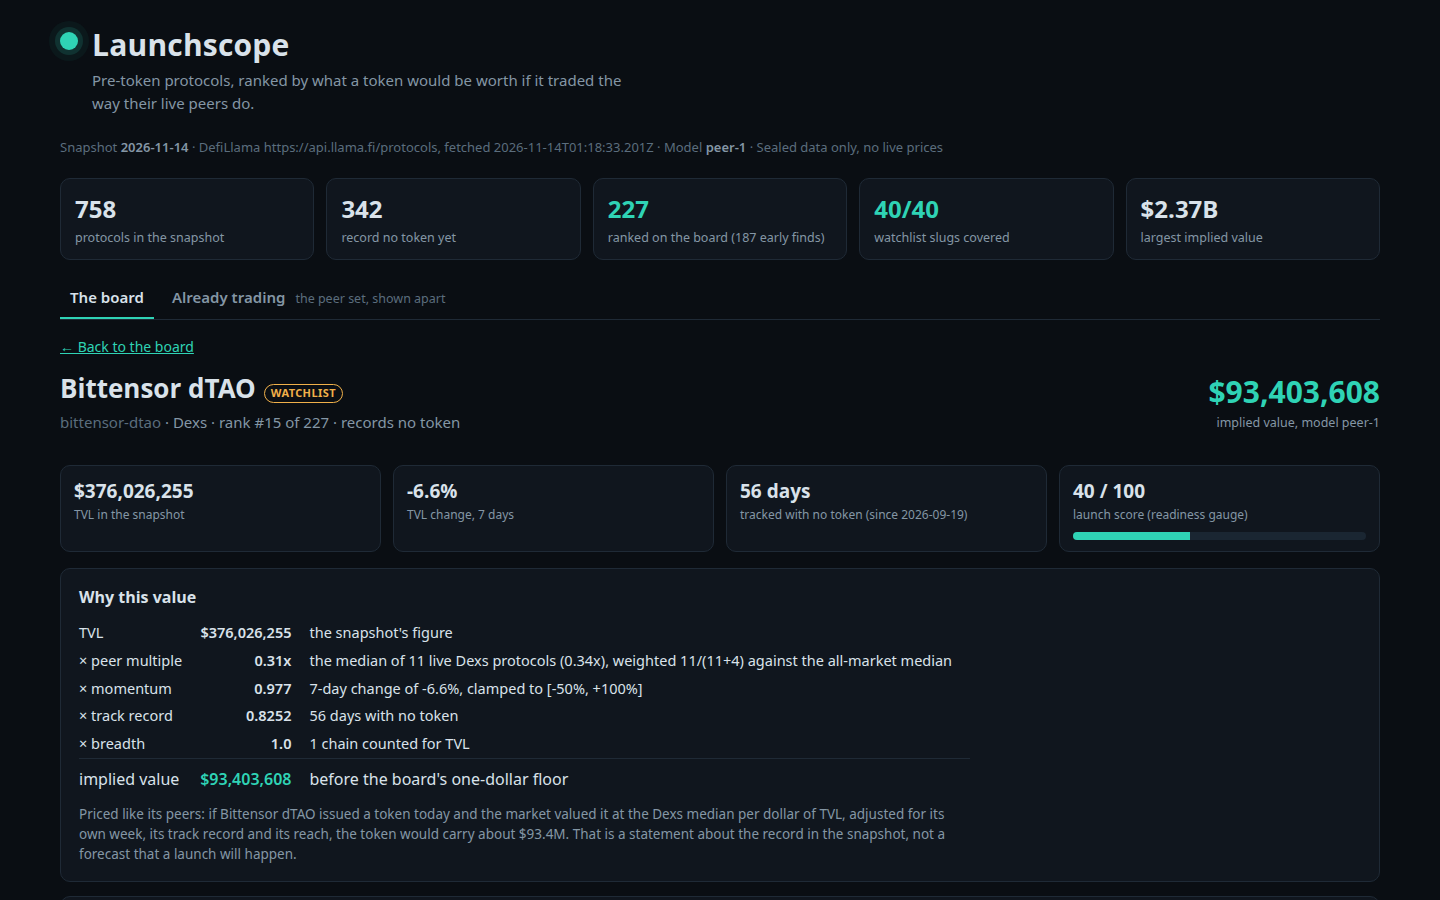 Launchscope
Pre-token protocols, ranked by what a token would be worth if it traded the
way their live peers do.
Snapshot 2026-11-14 · DefiLlama https://api.llama.fi/protocols, fetched 2026-11-14T01:18:33.201Z · Model peer-1 · Sealed data only, no live prices
758
protocols in the snapshot
342
record no token yet
227
ranked on the board (187 early finds)
40/40
watchlist slugs covered
$2.37B
largest implied value
The board
Already trading the peer set, shown apart
← Back to the board
Bittensor dTAO WATCHLIST
bittensor-dtao · Dexs · rank #15 of 227 · records no token
$93,403,608
implied value, model peer-1
$376,026,255
TVL in the snapshot
-6.6%
TVL change, 7 days
56 days
tracked with no token (since 2026-09-19)
40 / 100
launch score (readiness gauge)
Why this value
TVL $376,026,255 the snapshot's figure
× peer multiple 0.31x the median of 11 live Dexs protocols (0.34x), weighted 11/(11+4) against the all-market median
× momentum 0.977 7-day change of -6.6%, clamped to [-50%, +100%]
× track record 0.8252 56 days with no token
× breadth 1.0 1 chain counted for TVL
implied value $93,403,608 before the board's one-dollar floor
Priced like its peers: if Bittensor dTAO issued a token today and the market valued it at the Dexs median per dollar of TVL, adjusted for its
own week, its track record and its reach, the token would carry about $93.4M. That is a statement about the record in the snapshot, not a
forecast that a launch will happen.